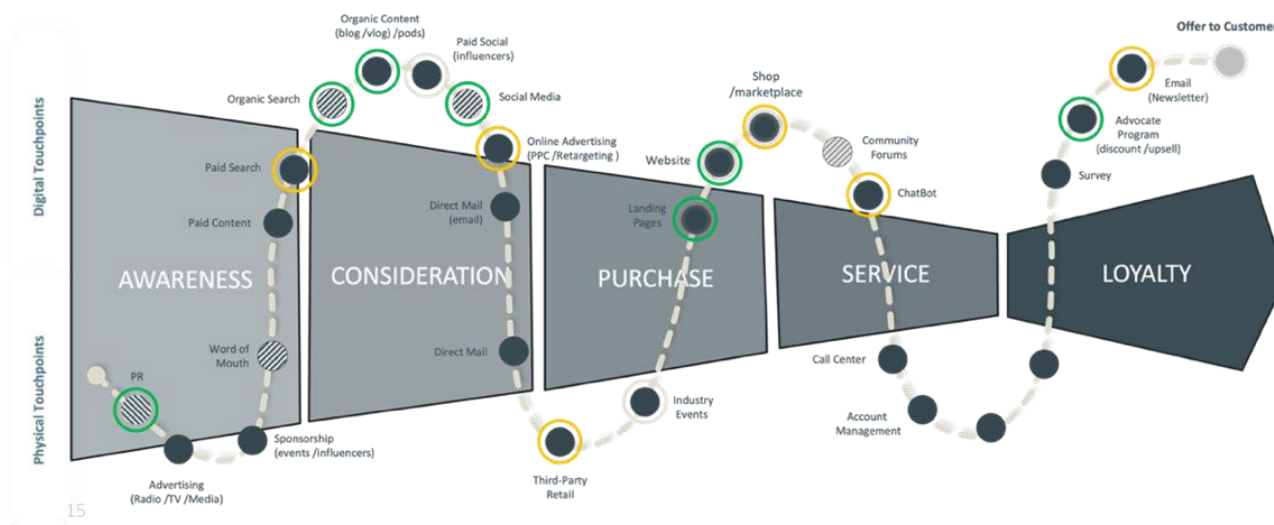 Digital Touchpoints
Physical Touchpoints
AWARENESS
CONSIDERATION
PURCHASE
SERVICE
LOYALTY
PR
Advertising
(Radio /TV /Media)
Sponsorship
(events /influencers)
Word of
Mouth
Paid Content
Paid Search
Organic Search
Organic Content
(blog /vlog) /pods)
Paid Social
(influencers)
Social Media
Online Advertising
(PPC /Retargeting )
Direct Mail
(email)
Direct Mail
Third-Party
Retail
Industry
Events
Landing
Pages
Website
Shop
/marketplace
Community
Forums
ChatBot
Call Center
Account
Management
Survey
Advocate
Program
(discount /upsell)
Email
(Newsletter)
Offer to Customer
15